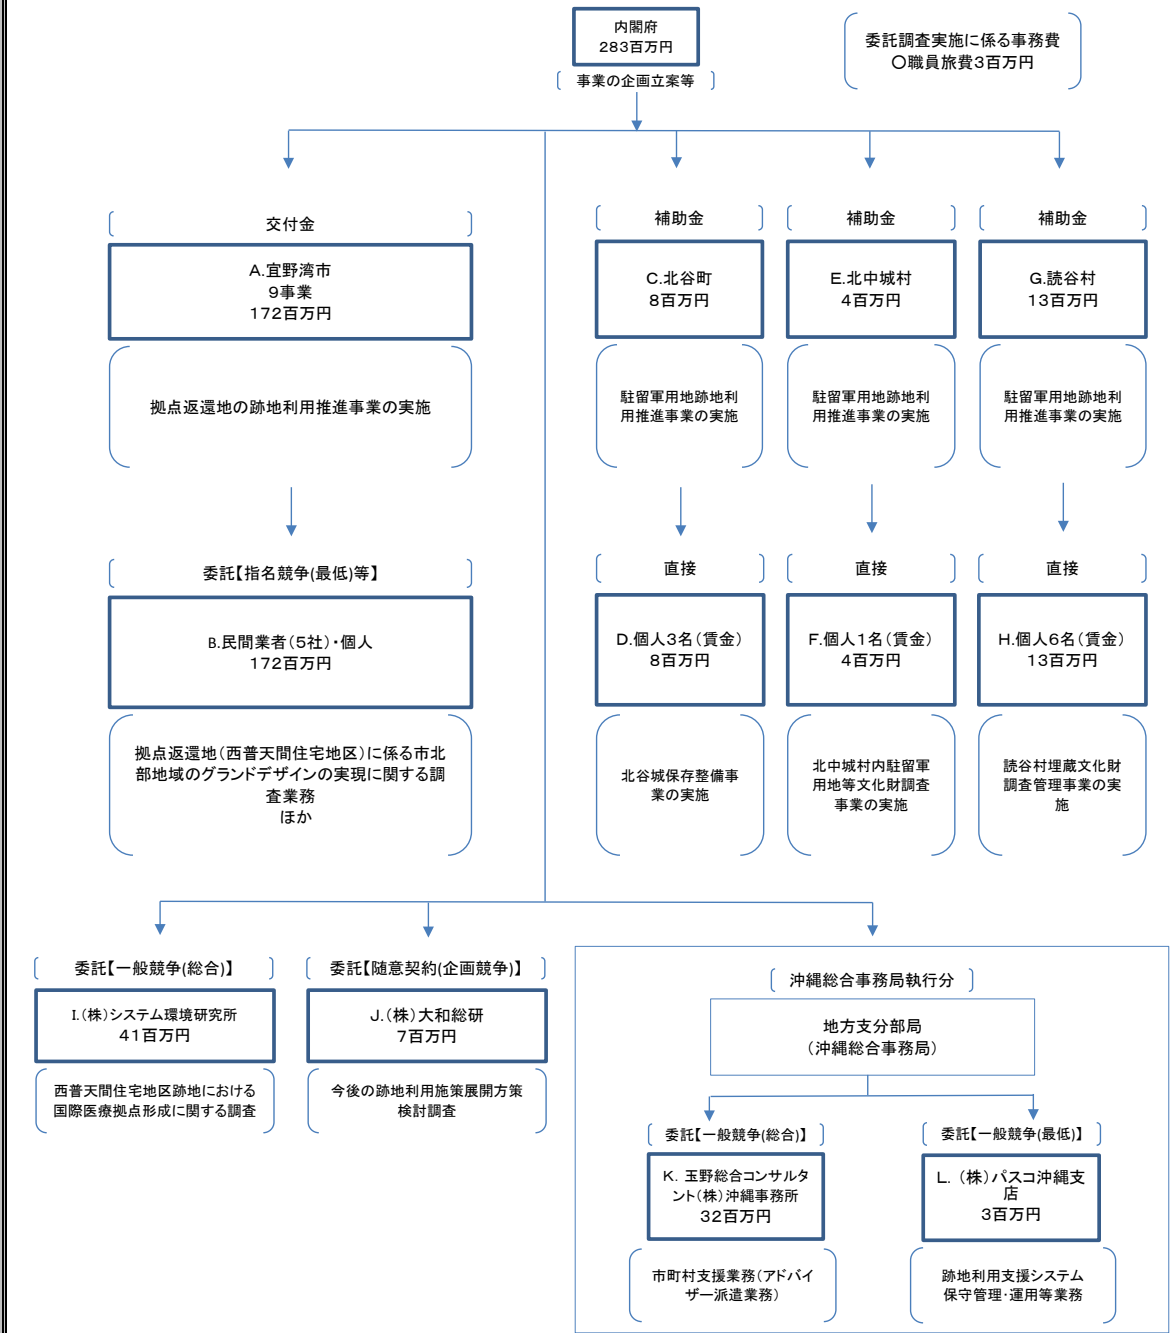 内閣府
283百万円
事業の企画立案等
委託調査実施に係る事務費
〇職員旅費3百万円
交付金
A.宜野湾市
9事業
172百万円
拠点返還地の跡地利用推進事業の実施
補助金
C.北谷町
8百万円
駐留軍用地跡地利
用推進事業の実施
補助金
E.北中城村
4百万円
駐留軍用地跡地利
用推進事業の実施
補助金
G.読谷村
13百万円
駐留軍用地跡地利
用推進事業の実施
委託【指名競争(最低)等】
B.民間業者(5社)・個人
172百万円
拠点返還地(西普天間住宅地区)に係る市北
部地域のグランドデザインの実現に関する調
査業務
ほか
直接
D.個人3名(賃金)
8百万円
北谷城保存整備事
業の実施
直接
F.個人1名(賃金)
4百万円
北中城村内駐留軍
用地等文化財調査
事業の実施
直接
H.個人6名(賃金)
13百万円
読谷村埋蔵文化財
調査管理事業の実
施
委託【一般競争(総合)】
I.(株)システム環境研究所
41百万円
西普天間住宅地区跡地における
国際医療拠点形成に関する調査
委託【随意契約(企画競争)】
J.(株)大和総研
7百万円
今後の跡地利用施策展開方策
検討調査
沖縄総合事務局執行分
地方支分部局
(沖縄総合事務局)
委託【一般競争(総合)】
K. 玉野総合コンサルタ
ント(株)沖縄事務所
32百万円
市町村支援業務(アドバイ
ザー派遣業務)
委託【一般競争(最低)】
L. (株)パスコ沖縄支
店
3百万円
跡地利用支援システム
保守管理・運用等業務